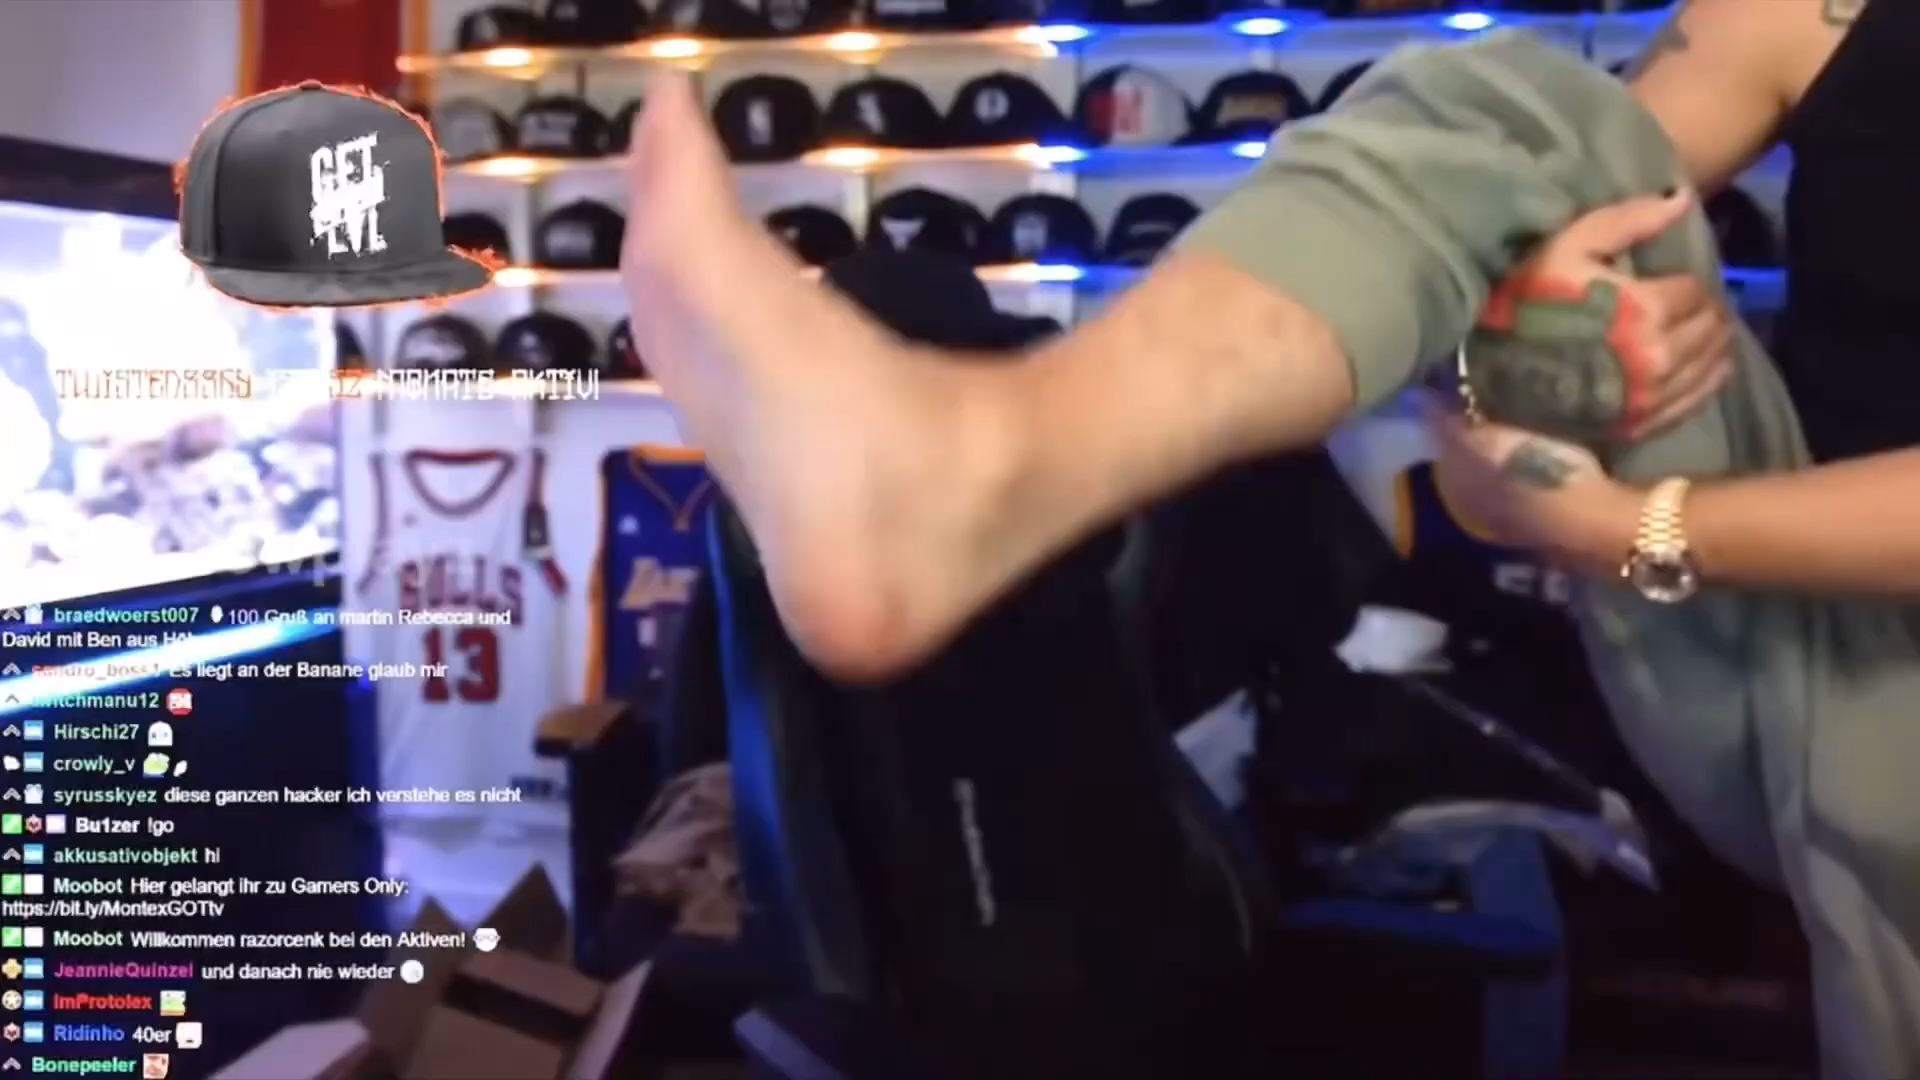 GET
LVL
MONATE AKTIV!
BULLS
13
braedwoerst007 100 Gruß an martin Rebecca und
David mit Ben aus
sandro_boss1 Es liegt an der Banane glaub mir
witchmanu12
Hirschi27
crowly_v
syrusskyez diese ganzen hacker ich verstehe es nicht
Bu1zer !go
akkusativobjekt hi
Moobot Hier gelangt ihr zu Gamers Only:
https://bit.ly/MontexGOTtv
Moobot Willkommen razorcenk bei den Aktiven!
JeannieQuinzel und danach nie wieder
ImProtolex
Ridinho 40er
Bonepeeler